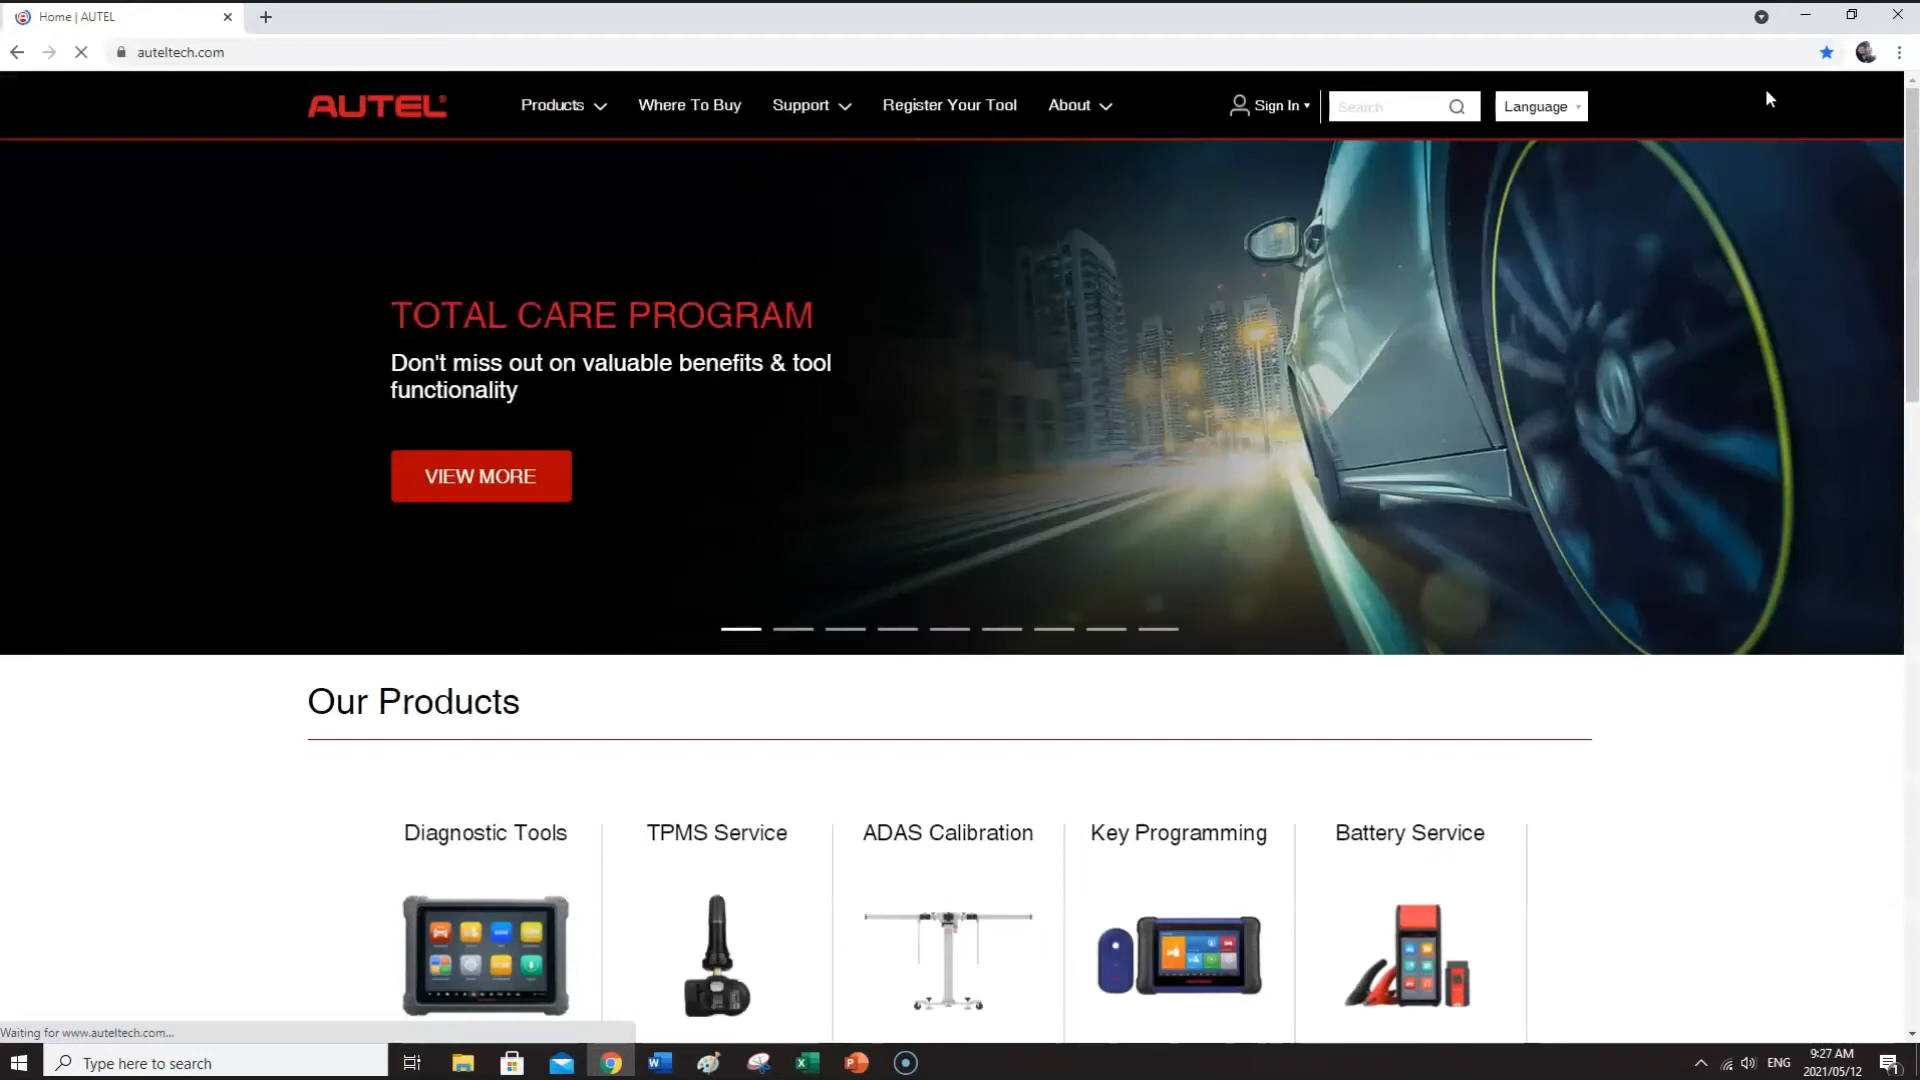 Home | AUTEL
auteltech.com
AUTEL
Products
Where To Buy
Support
Register Your Tool
About
Sign In
Search
Language
TOTAL CARE PROGRAM
Don't miss out on valuable benefits & tool
functionality
VIEW MORE
Our Products
Diagnostic Tools
TPMS Service
ADAS Calibration
Key Programming
Battery Service
Waiting for www.auteltech.com...
Type here to search
ENG
9:27 AM
2021/05/12